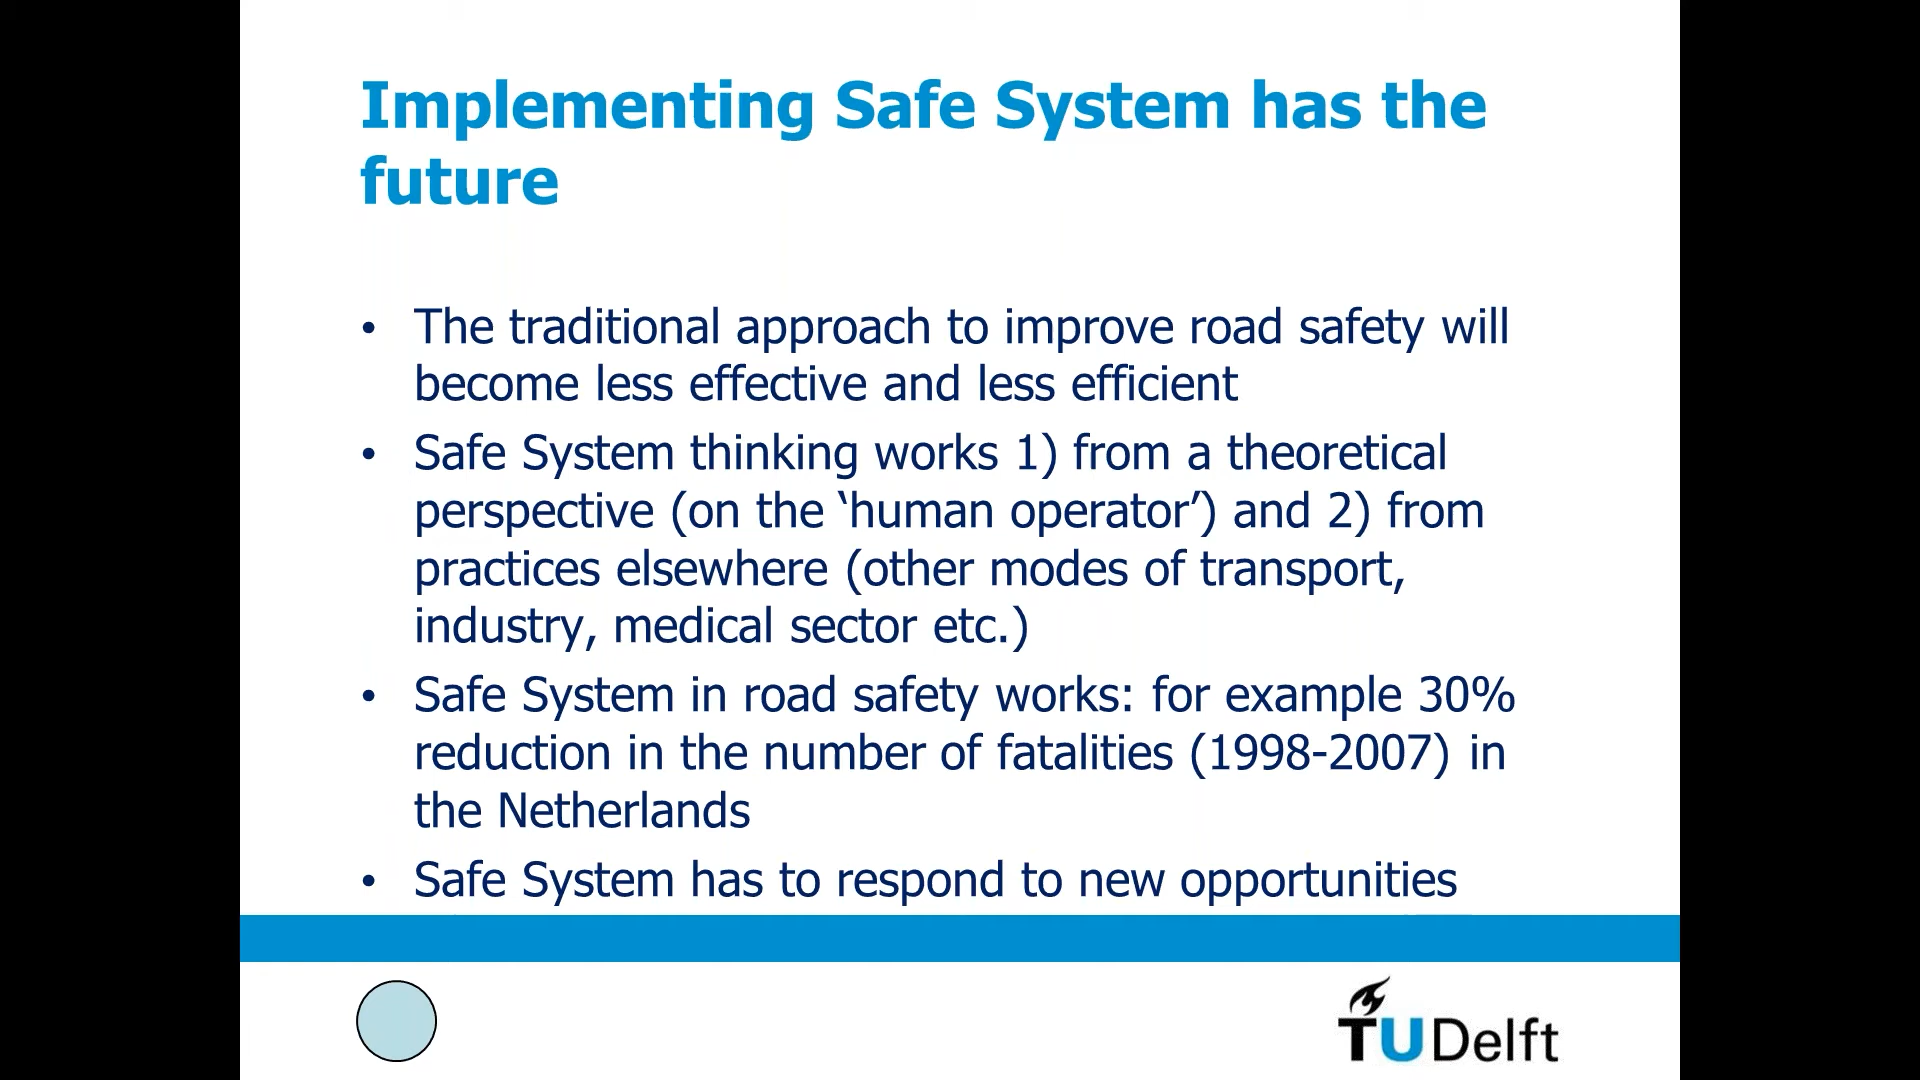 Implementing Safe System has the
future
• The traditional approach to improve road safety will
become less effective and less efficient
• Safe System thinking works 1) from a theoretical
perspective (on the ‘human operator’) and 2) from
practices elsewhere (other modes of transport,
industry, medical sector etc.)
• Safe System in road safety works: for example 30%
reduction in the number of fatalities (1998-2007) in
the Netherlands
• Safe System has to respond to new opportunities
TU Delft